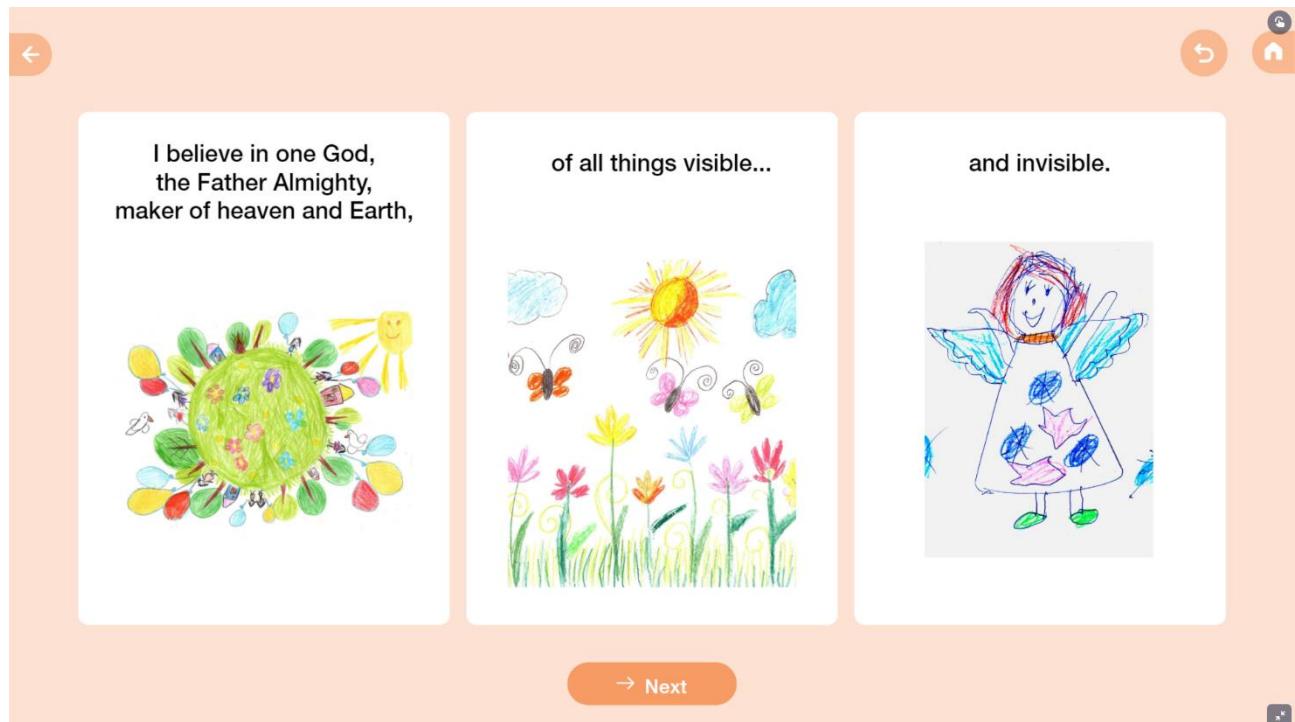 I believe in one God,
the Father Almighty,
maker of heaven and Earth,
of all things visible...
and invisible.
Next